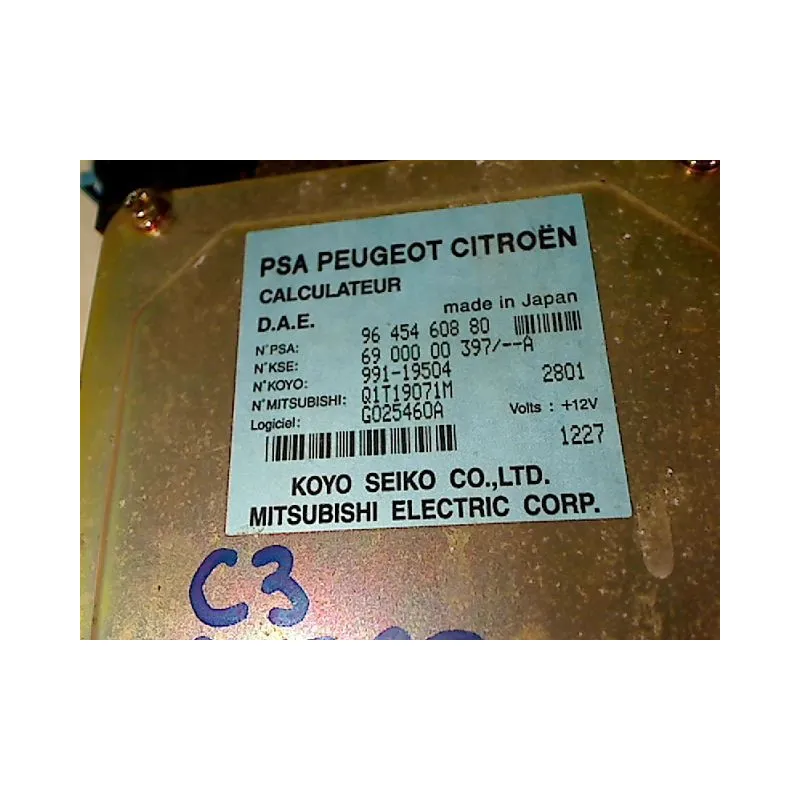 PSA PEUGEOT CITROËN
CALCULATEUR
D.A.E. made in Japan
N°PSA: 96 454 608 80
N°KSE: 69 000 00 397/--A
N°KOYO: 991-19504 2801
N°MITSUBISHI: Q1T19071M
Logiciel: G025460A Volts : +12V
1227
KOYO SEIKO CO.,LTD.
MITSUBISHI ELECTRIC CORP.
C3